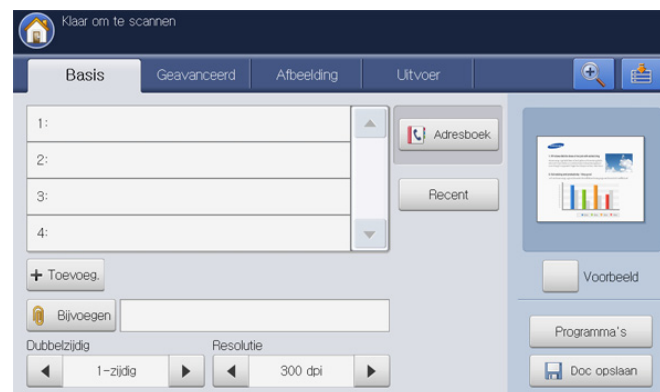 Klaar om te scannen
Basis
Geavanceerd
Afbeelding
Uitvoer
1:
2:
3:
4:
Adresboek
Recent
+ Toevoeg.
Bijvoegen
Dubbelzijdig
Resolutie
1-zijdig
300 dpi
Voorbeeld
Programma's
Doc opslaan